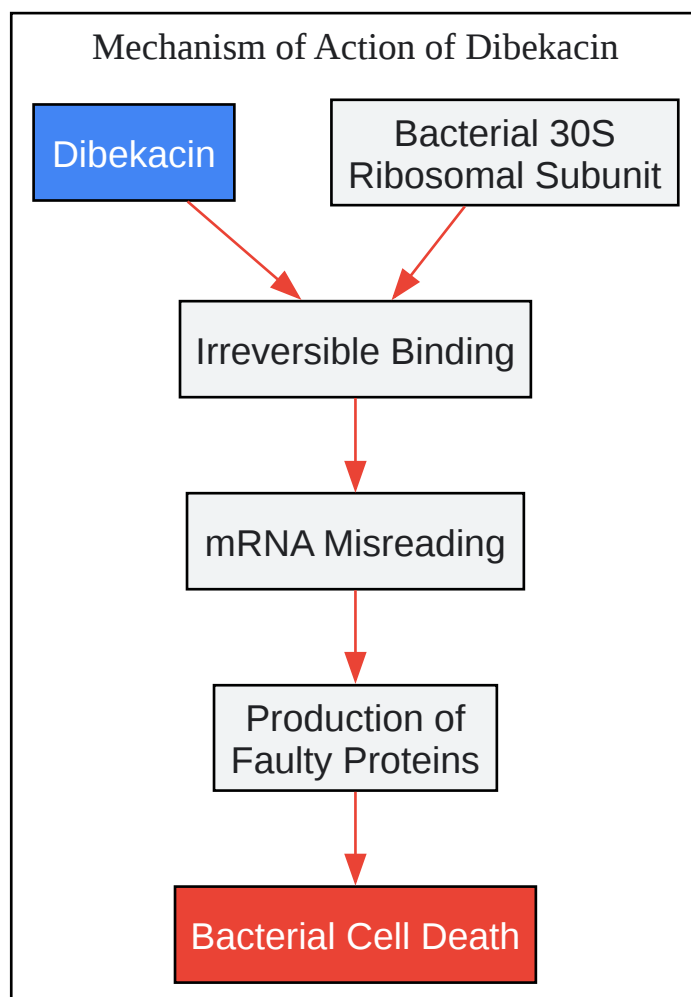 Mechanism of Action of Dibekacin
Dibekacin
Bacterial 30S
Ribosomal Subunit
Irreversible Binding
mRNA Misreading
Production of
Faulty Proteins
Bacterial Cell Death